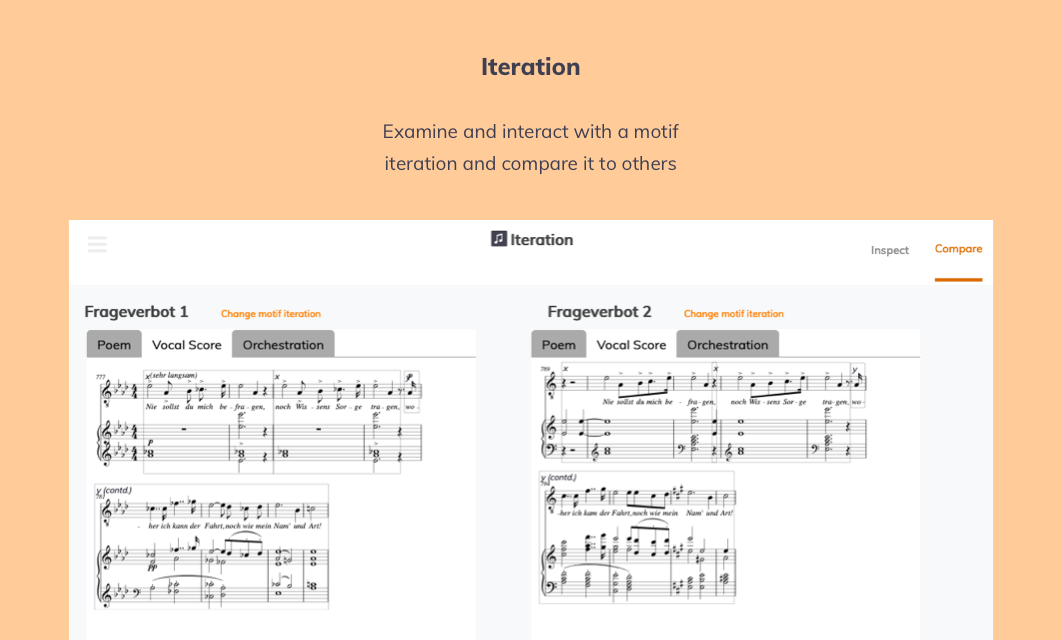 Iteration
Examine and interact with a motif
iteration and compare it to others
Iteration
Inspect
Compare
Frageverbot 1
Change motif iteration
Frageverbot 2
Change motif iteration
Poem
Vocal Score
Orchestration
Poem
Vocal Score
Orchestration
777
x (sehr langsam)
x
y
Nie sollst du mich be - fra - gen, noch Wis - sens Sor - ge tra - gen, wo -
p
y (contd.)
- her ich kann der Fahrt, noch wie mein Nam' und Art!
pp
789
x
x
y
Nie sollst du mich be - fra - gen, noch Wis - sens Sor - ge tra - gen, wo -
y (contd.)
794
-her ich kam der Fahrt, noch wie mein Nam' und Art!